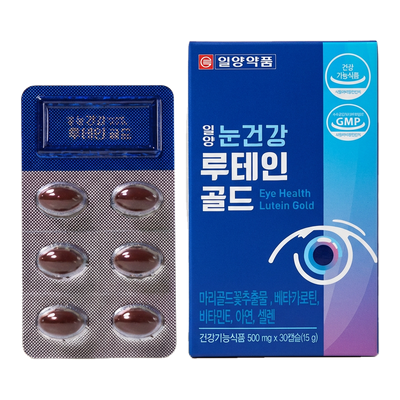 눈건강
루테인
골드
일양약품
건강
기능식품
GMP
일양
눈건강
루테인
골드
Eye Health
Lutein Gold
마리골드꽃추출물, 베타카로틴,
비타민E, 아연, 셀렌
건강기능식품 500 mg x 30캡슐(15 g)